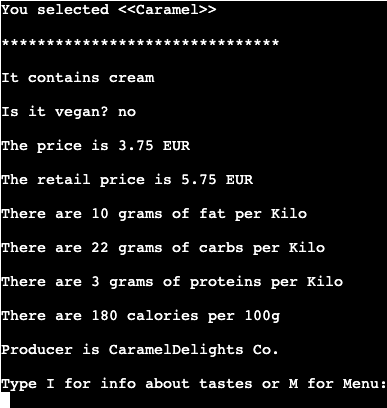 You selected <<Caramel>>
*******************************
It contains cream
Is it vegan? no
The price is 3.75 EUR
The retail price is 5.75 EUR
There are 10 grams of fat per Kilo
There are 22 grams of carbs per Kilo
There are 3 grams of proteins per Kilo
There are 180 calories per 100g
Producer is CaramelDelights Co.
Type I for info about tastes or M for Menu: